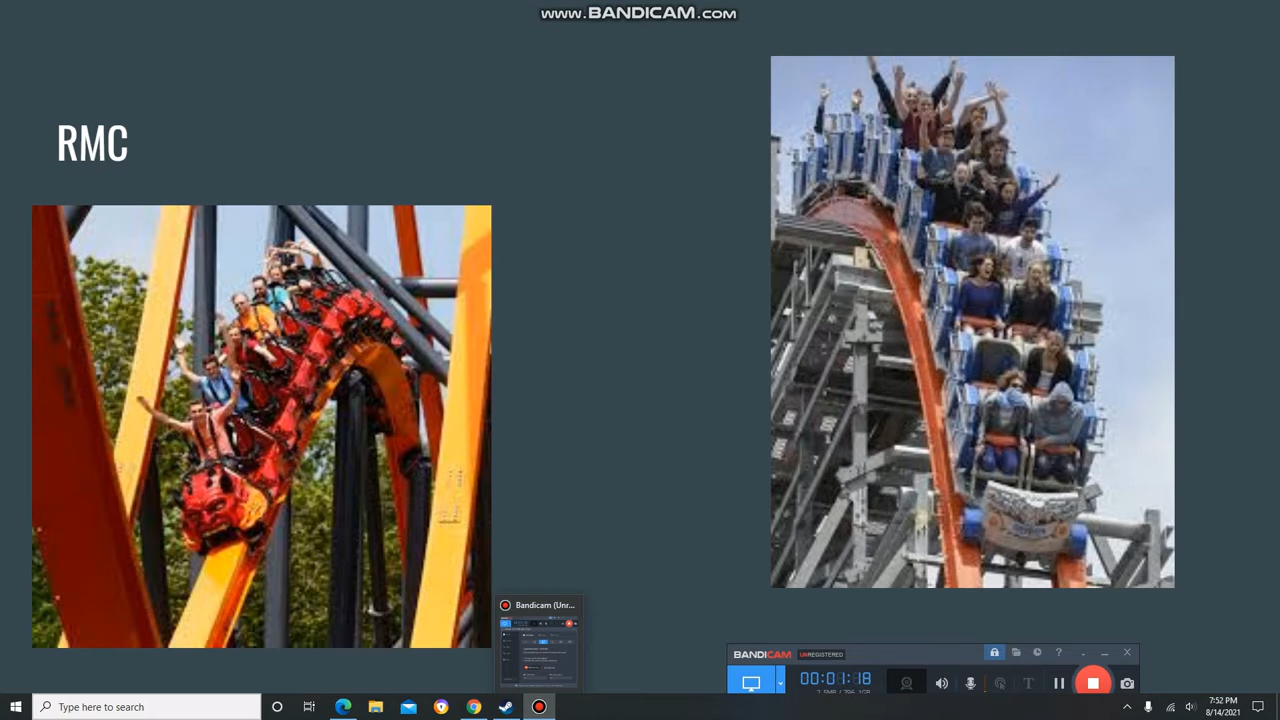 www.BANDICAM.com
RMC
Bandicam (Unr...
BANDICAM UNREGISTERED
00:01:18
Type here to search
7:52 PM
8/14/2021